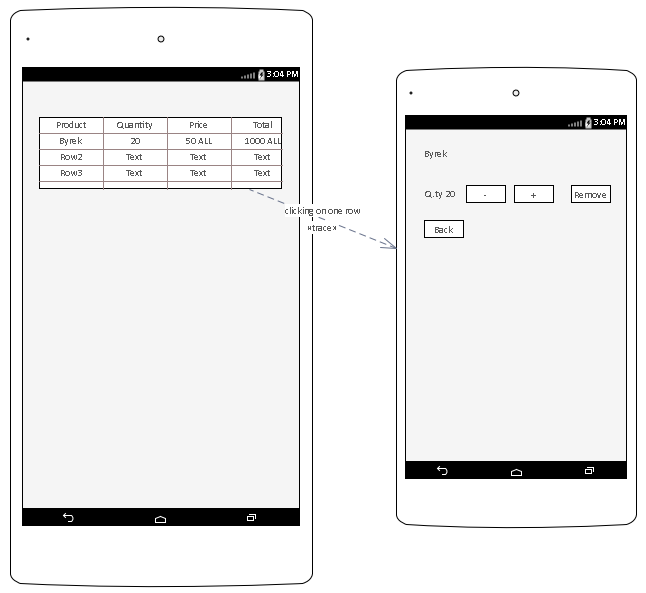 3:04 PM
Product Quantity Price Total
Byrek 20 50 ALL 1000 ALL
Row2 Text Text Text
Row3 Text Text Text
clicking on one row
«trace»
3:04 PM
Byrek
Q.ty 20 - + Remove
Back